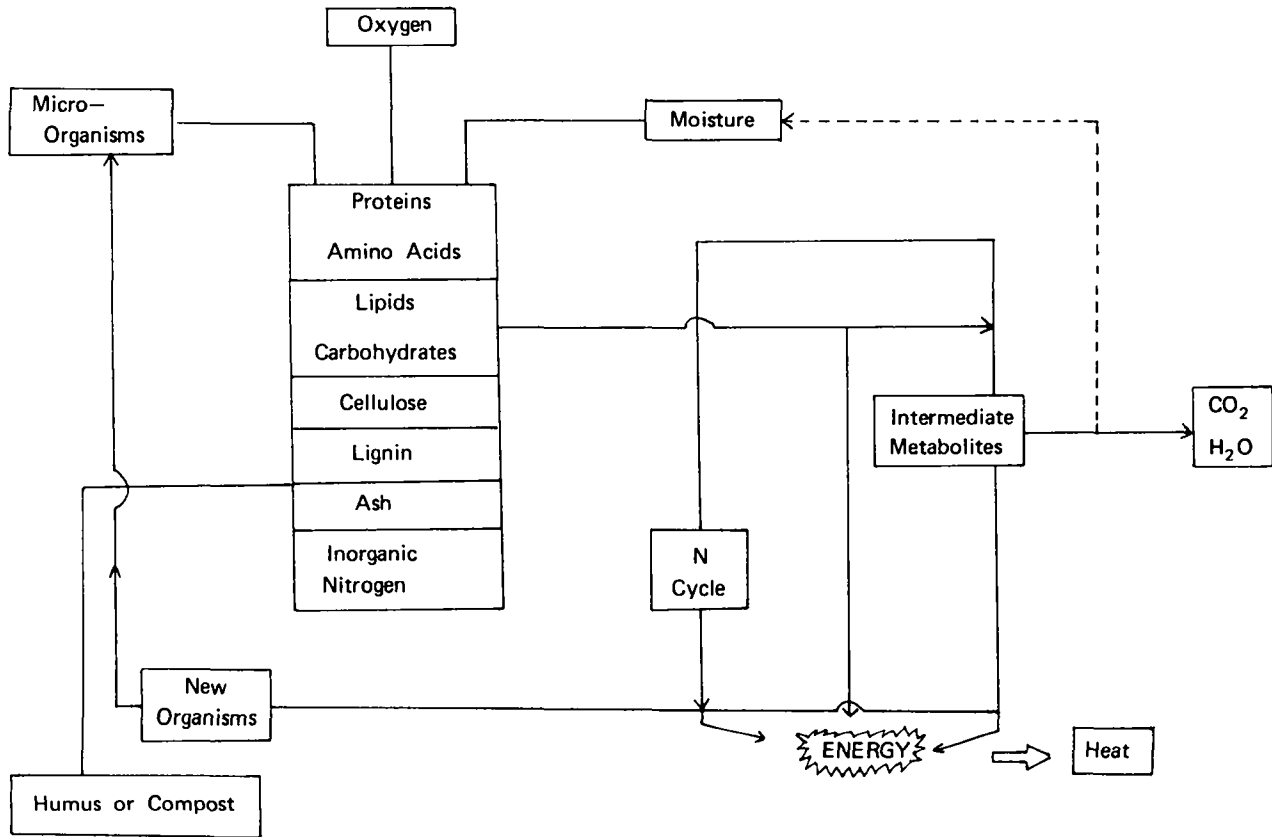 Oxygen
Micro—
Organisms
Moisture
Proteins
Amino Acids
Lipids
Carbohydrates
Cellulose
Lignin
Ash
Inorganic
Nitrogen
Intermediate
Metabolites
CO₂
H₂O
N
Cycle
New
Organisms
ENERGY
Heat
Humus or Compost